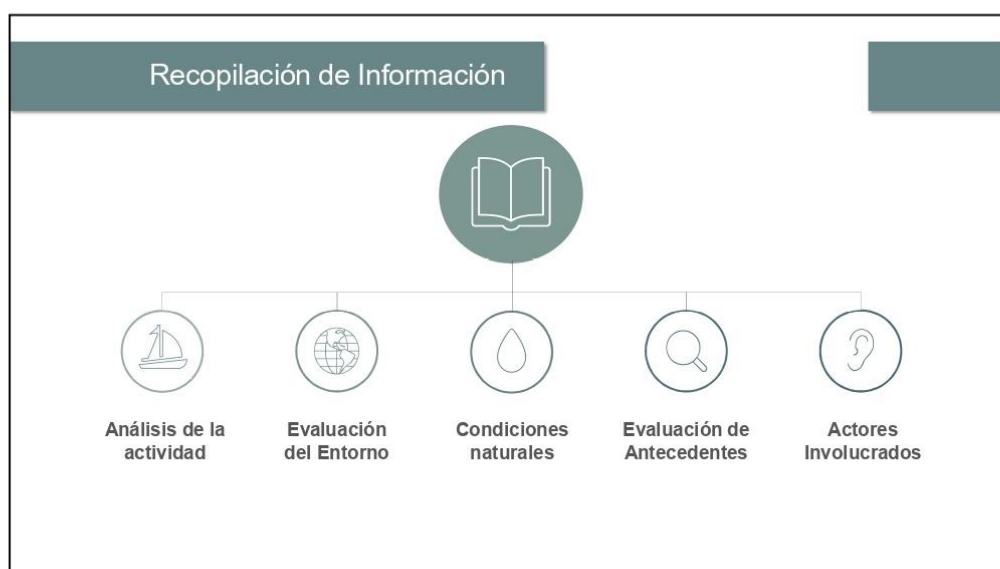 Recopilación de Información
Análisis de la
actividad
Evaluación
del Entorno
Condiciones
naturales
Evaluación de
Antecedentes
Actores
Involucrados